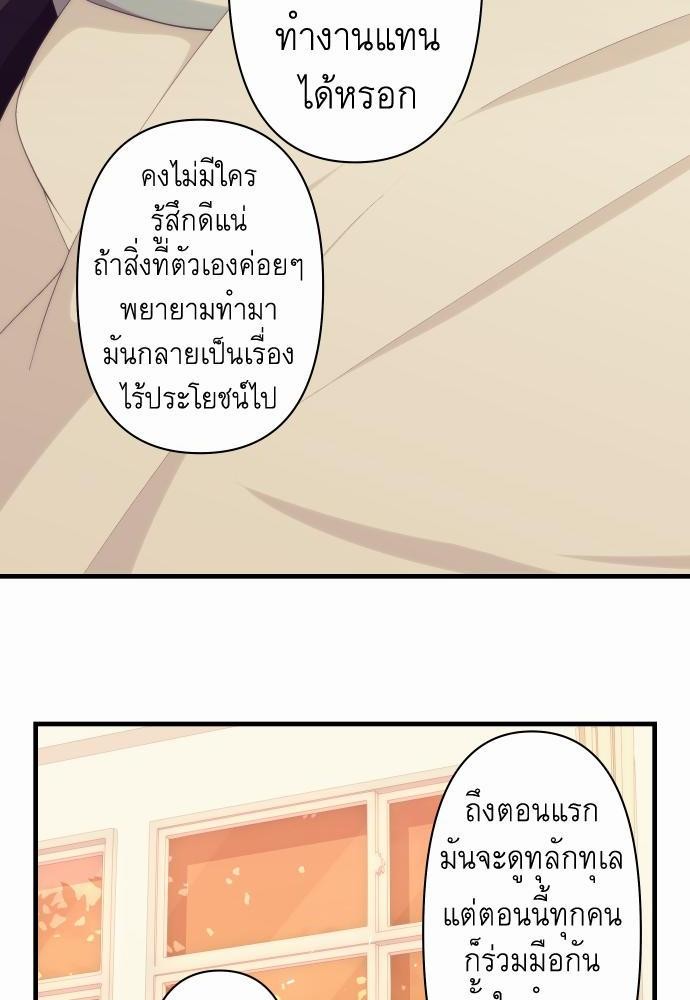 ทำงานแทน
ได้หรอก
คงไม่มีใคร
รู้สึกดีแน่
ถ้าสิ่งที่ตัวเองค่อยๆ
พยายามทำมา
มันกลายเป็นเรื่อง
ไร้ประโยชน์ไป
ถึงตอนแรก
มันจะดูทุลักทุเล
แต่ตอนนี้ทุกคน
ก็ร่วมมือกัน